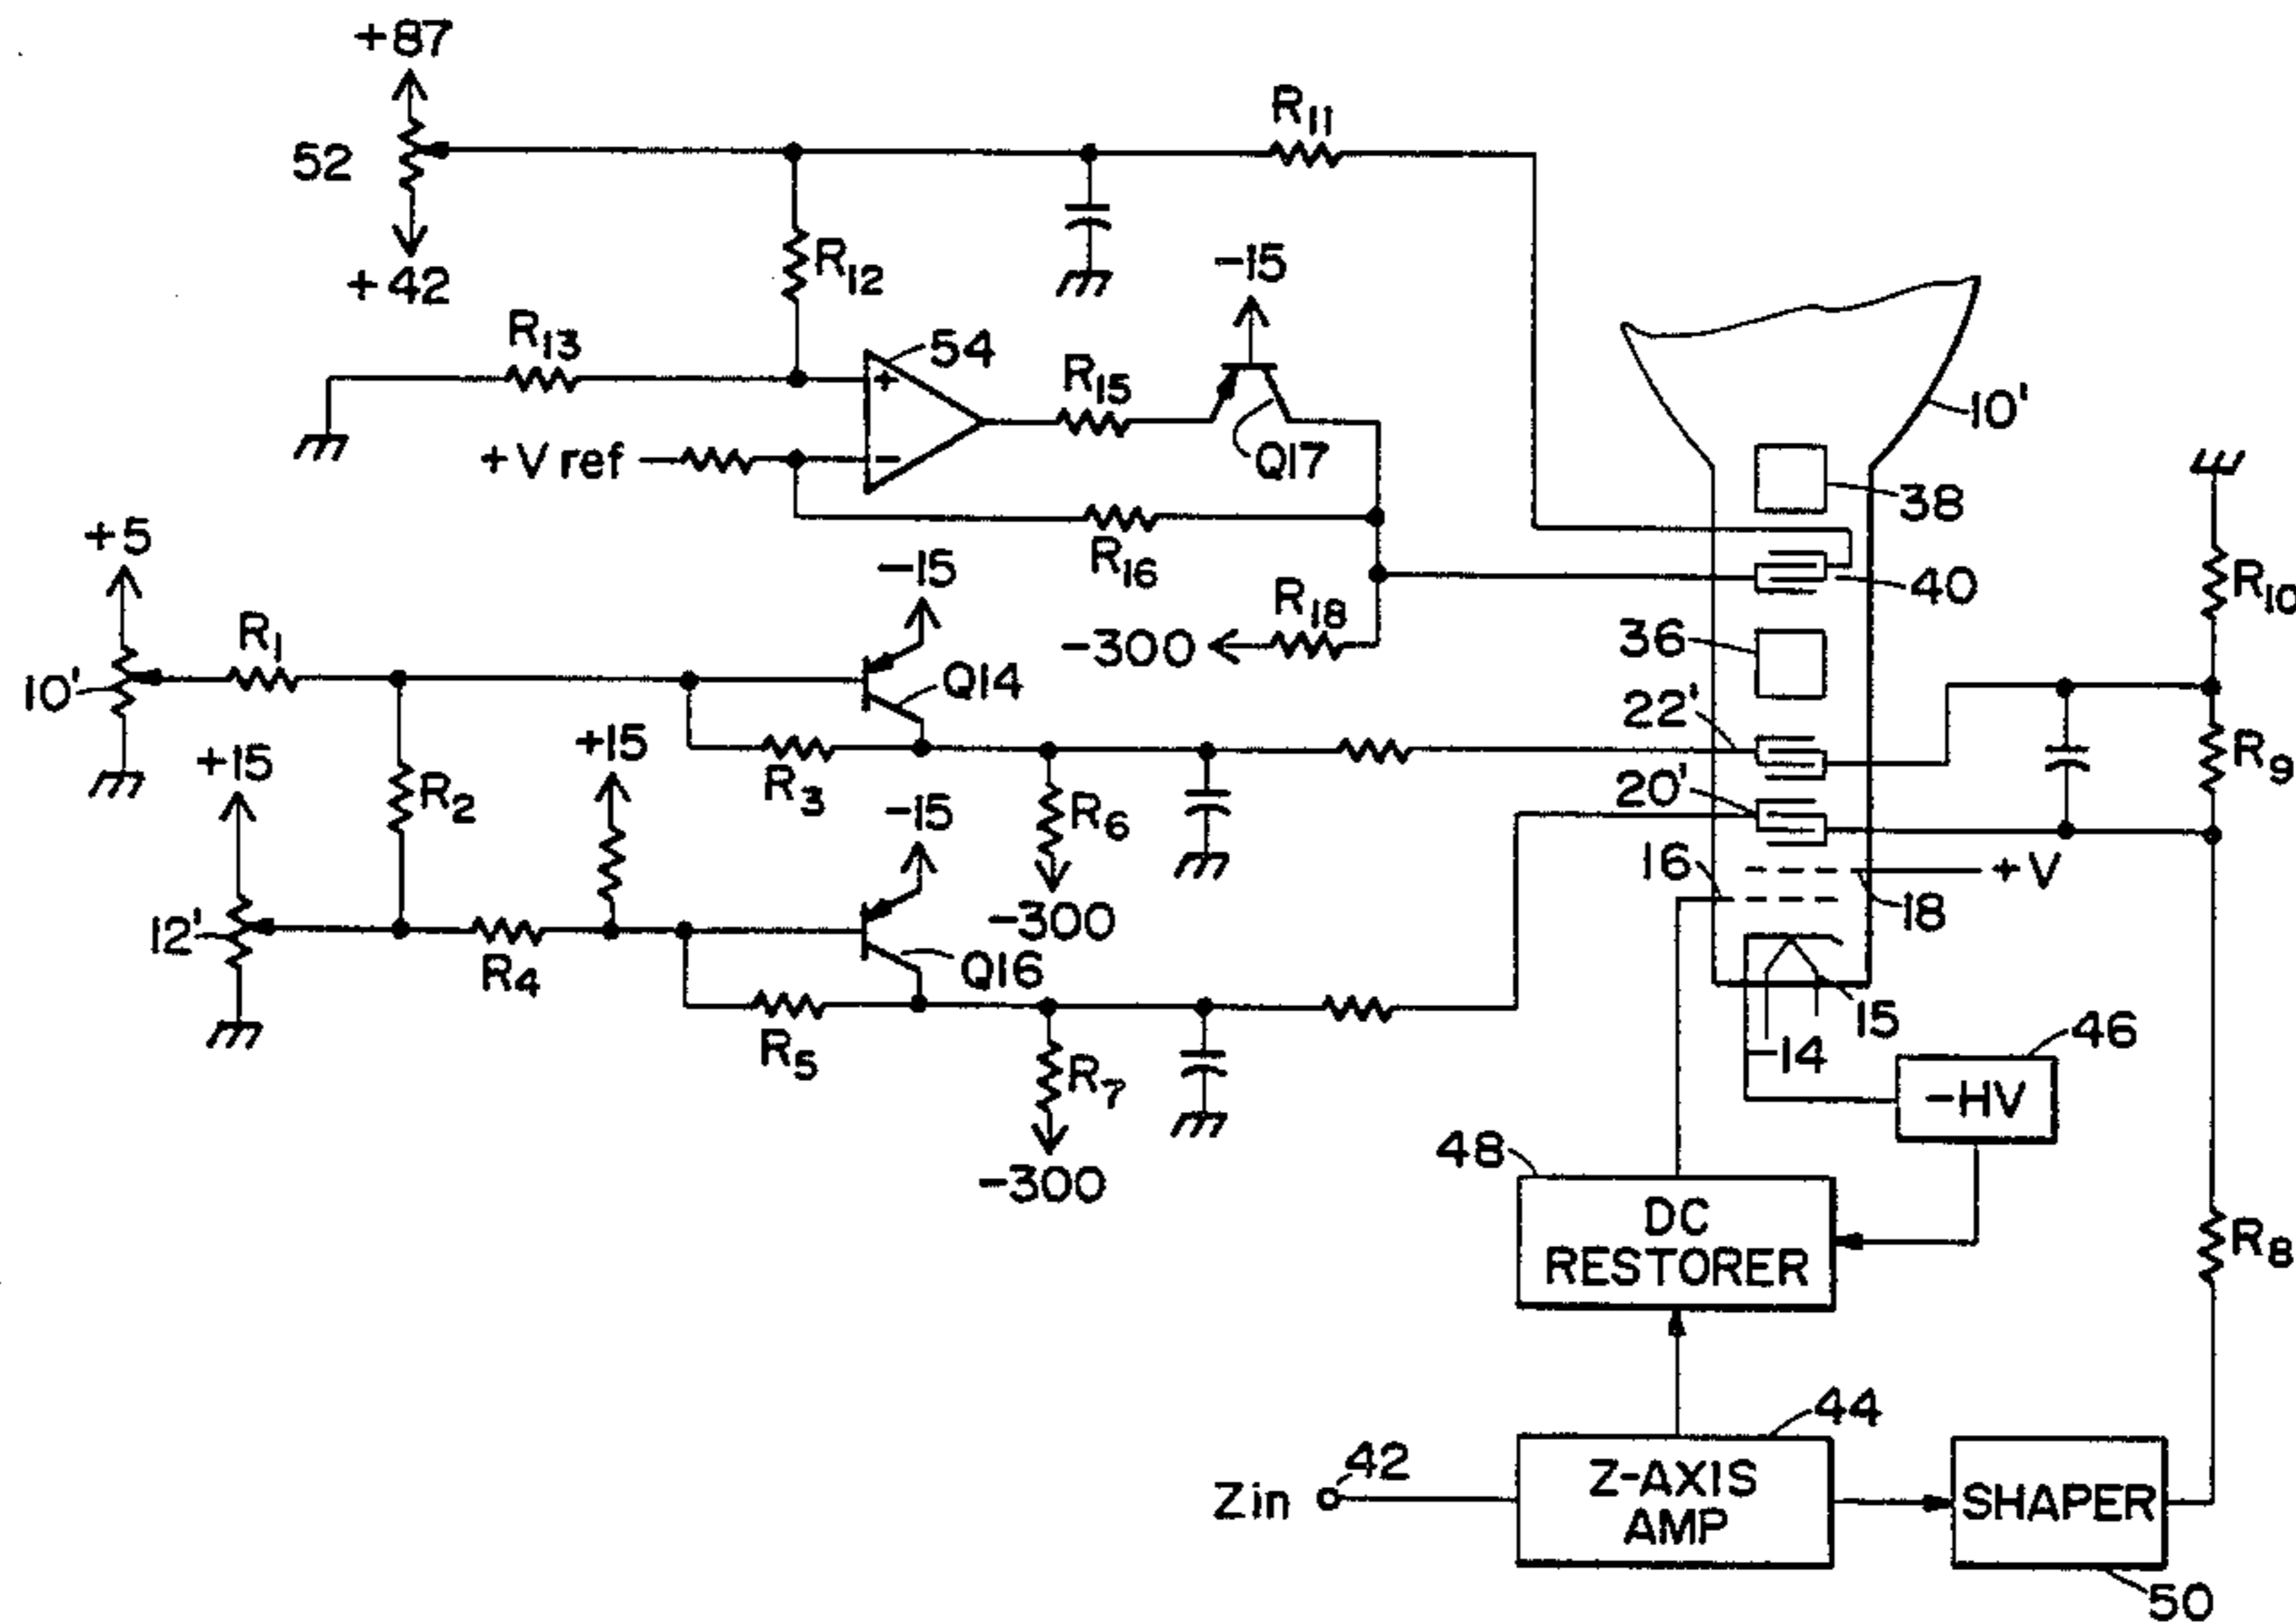 +87
52
+42
R11
R12
-15
R13
54
R15
Q17
+V ref
R16
10'
38
40
R10
+5
-15
R18
-300
36
R1
10'
Q14
22'
R9
+15
+15
R2
R3
R6
20'
-15
-300
16
+V
18
12'
R4
Q16
R5
R7
-300
15
14
46
-HV
48
DC
RESTORER
R8
44
42
Zin
Z-AXIS
AMP
SHAPER
50